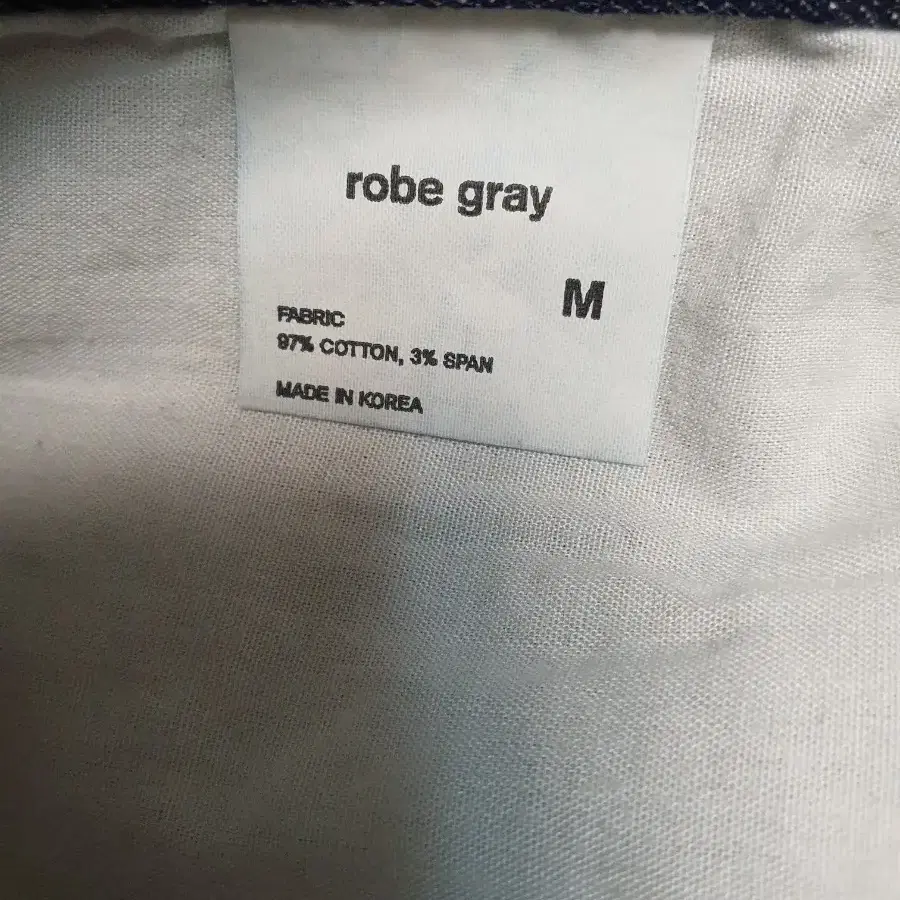 robe gray
M
FABRIC
97% COTTON, 3% SPAN
MADE IN KOREA